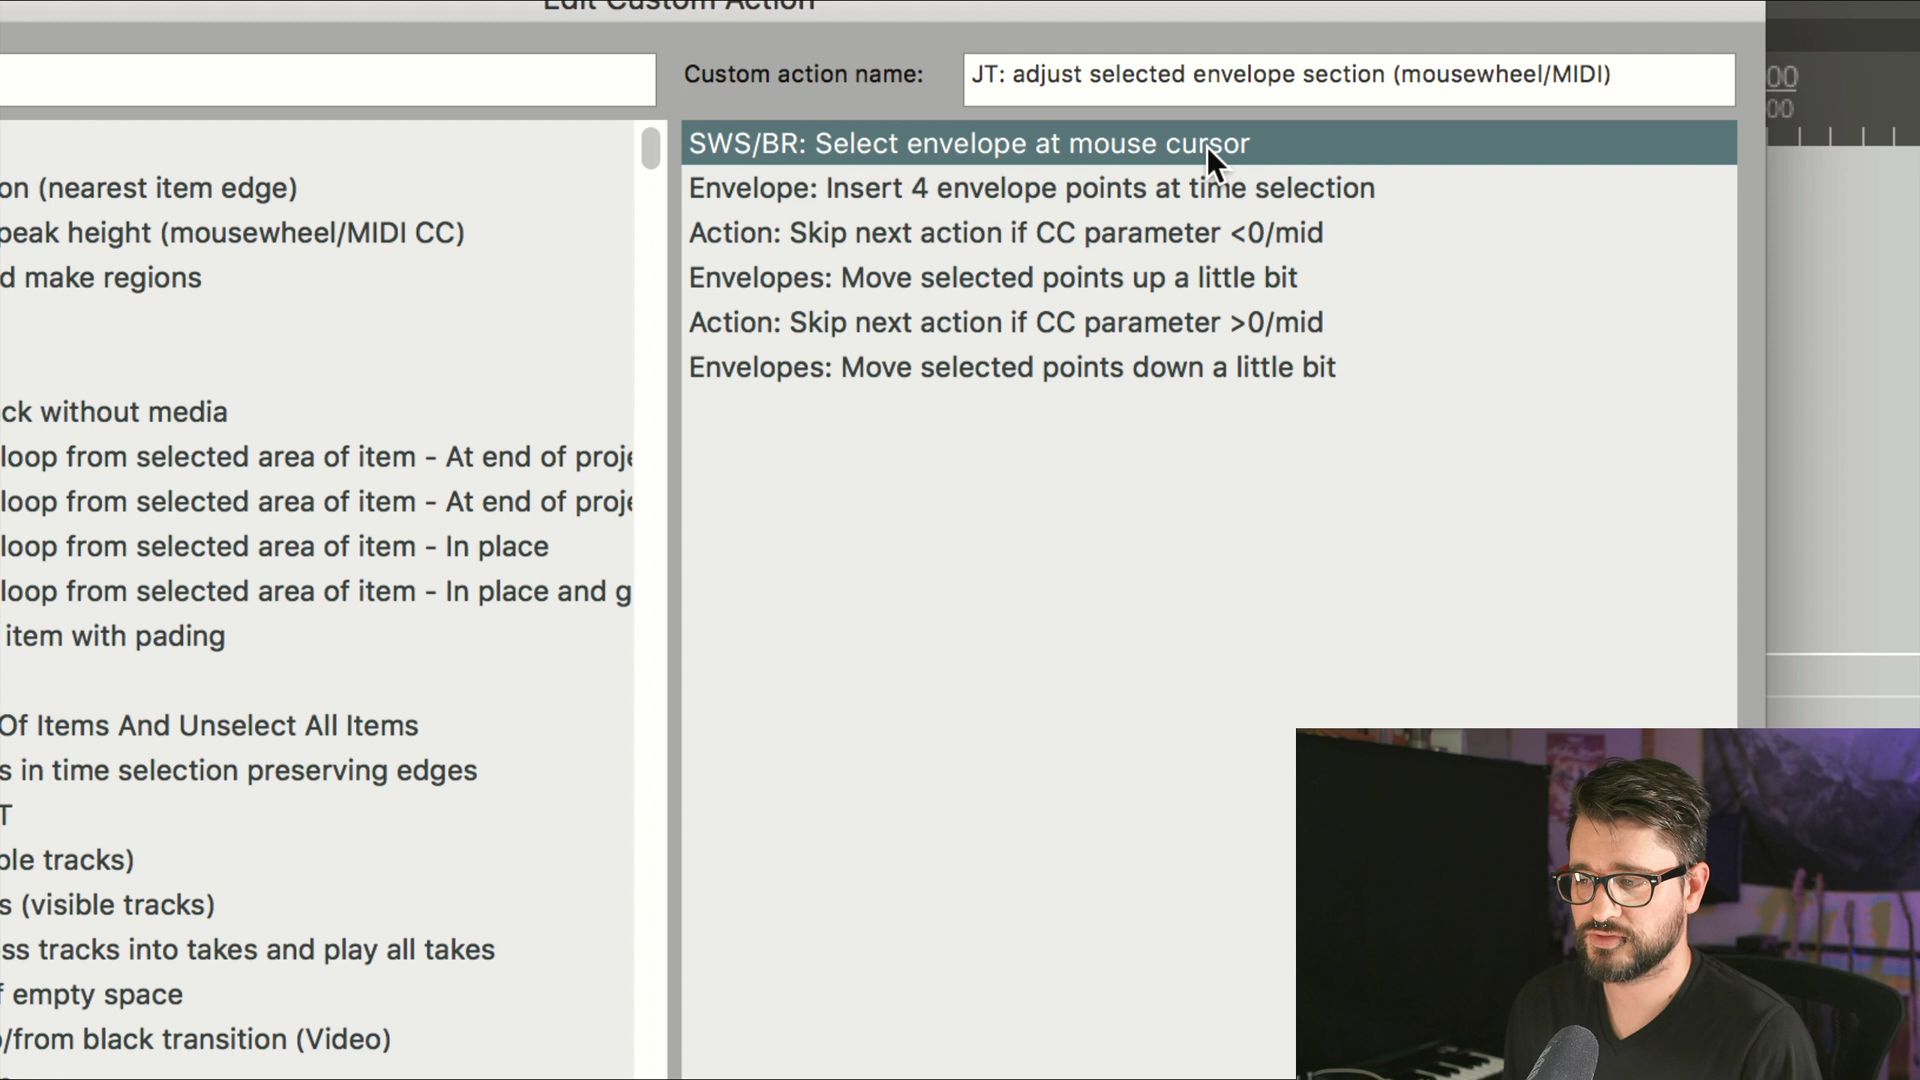 Edit Custom Action
Custom action name:
JT: adjust selected envelope section (mousewheel/MIDI)
00
00
on (nearest item edge)
peak height (mousewheel/MIDI CC)
d make regions
ck without media
loop from selected area of item - At end of proje
loop from selected area of item - At end of proje
loop from selected area of item - In place
loop from selected area of item - In place and g
item with pading
Of Items And Unselect All Items
s in time selection preserving edges
T
ble tracks)
s (visible tracks)
ss tracks into takes and play all takes
f empty space
/from black transition (Video)
SWS/BR: Select envelope at mouse cursor
Envelope: Insert 4 envelope points at time selection
Action: Skip next action if CC parameter <0/mid
Envelopes: Move selected points up a little bit
Action: Skip next action if CC parameter >0/mid
Envelopes: Move selected points down a little bit